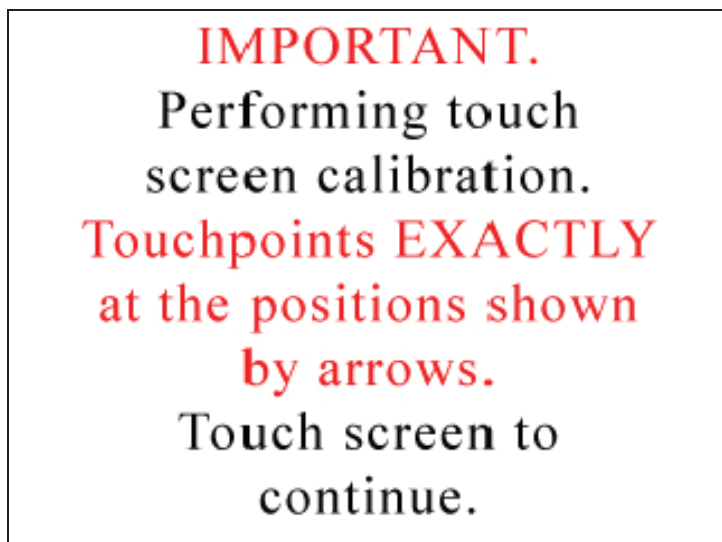 IMPORTANT.
Performing touch
screen calibration.
Touchpoints EXACTLY
at the positions shown
by arrows.
Touch screen to
continue.